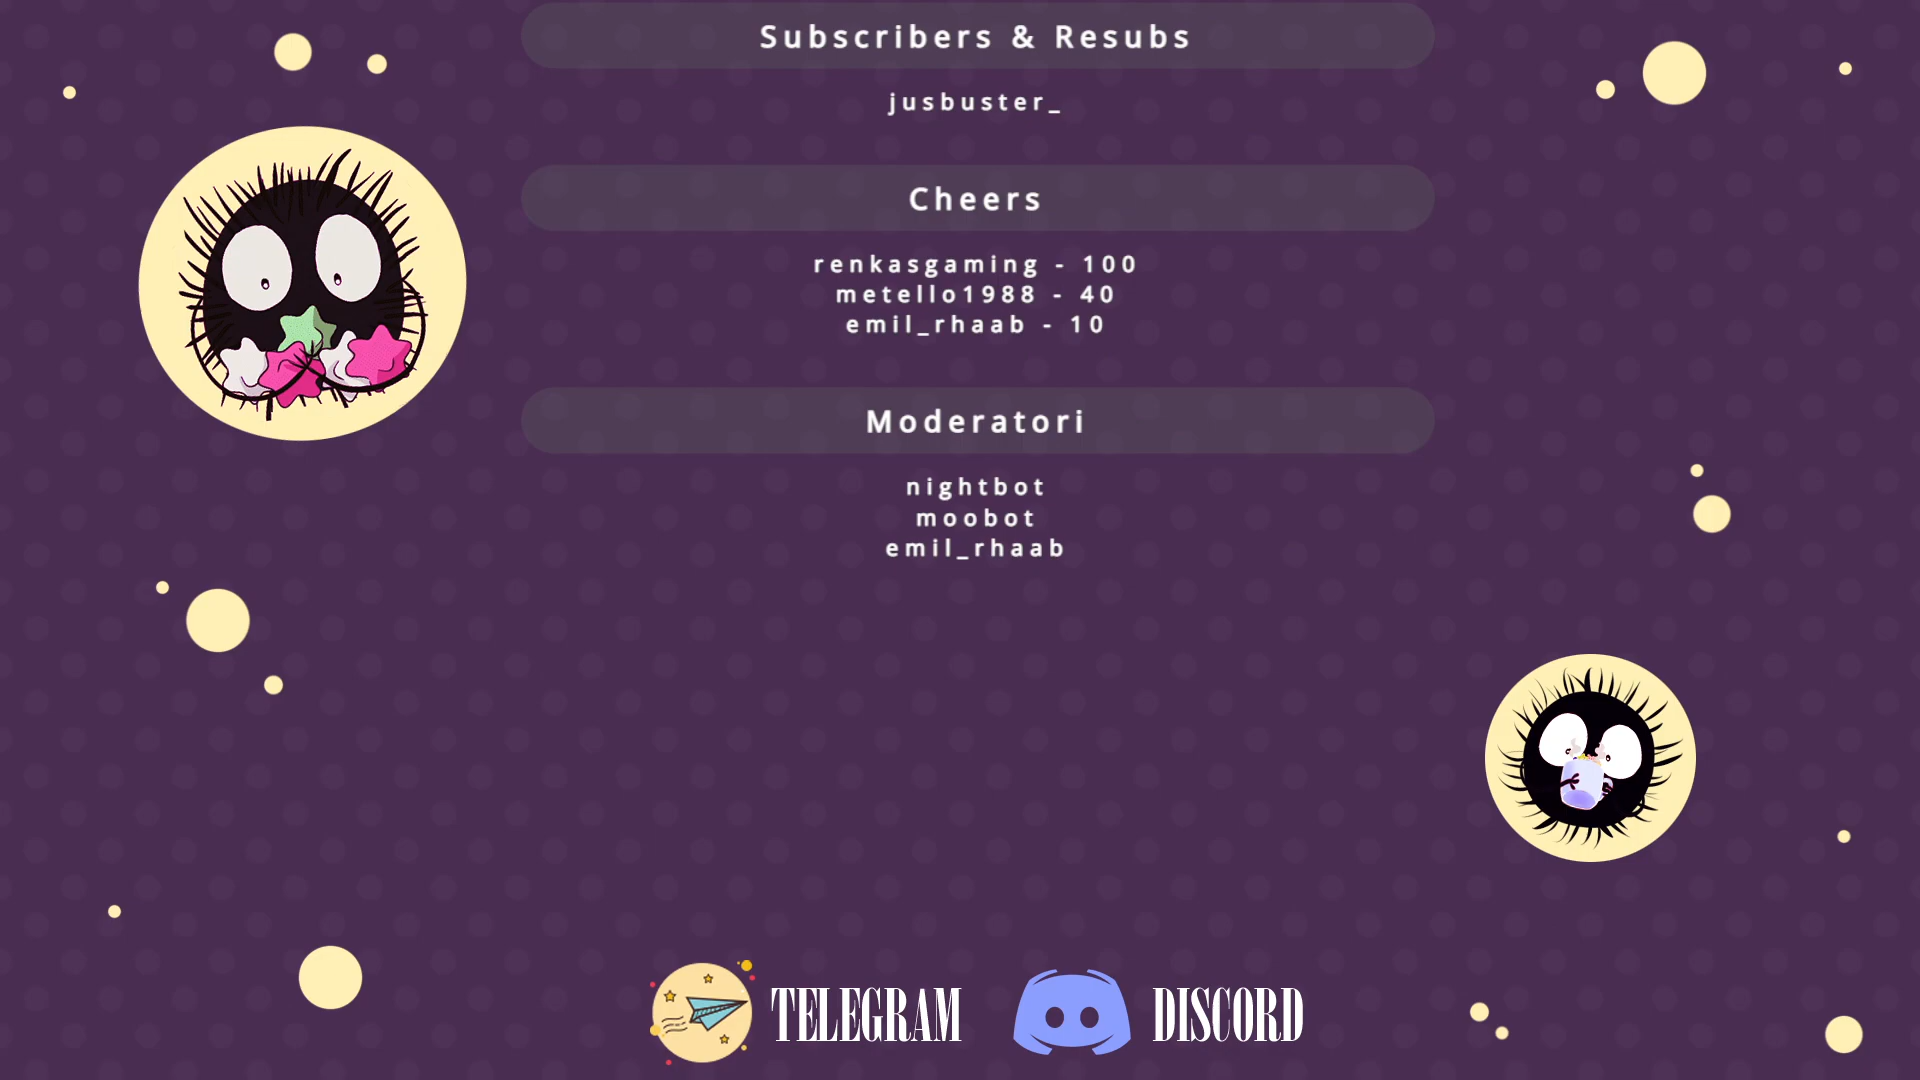 Subscribers & Resubs
jusbuster_
Cheers
renkasgaming - 100
metello1988 - 40
emil_rhaab - 10
Moderatori
nightbot
moobot
emil_rhaab
TELEGRAM
DISCORD